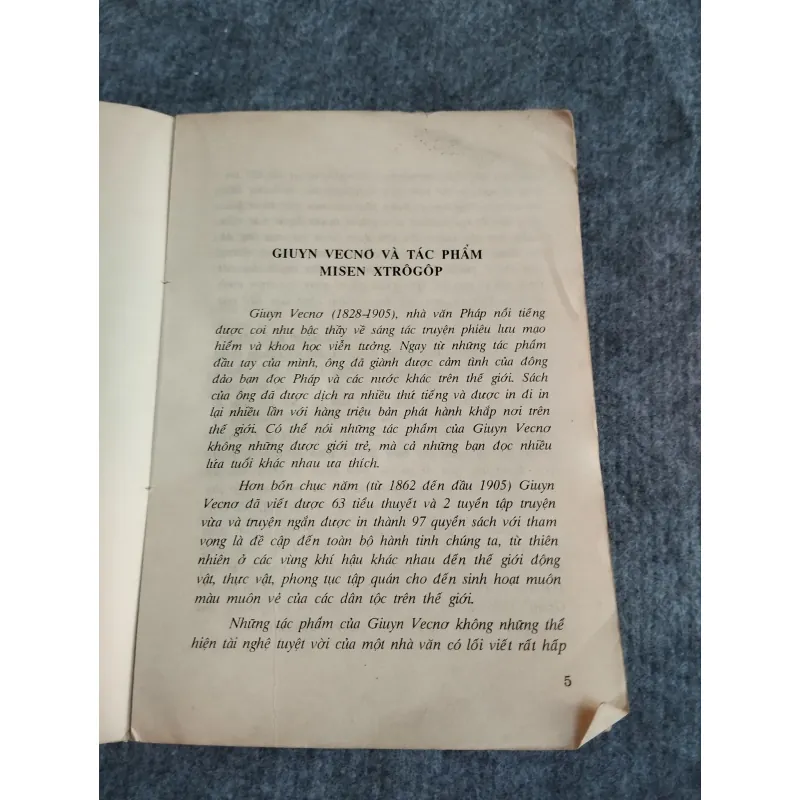 GIUYN VECNƠ VÀ TÁC PHẨM
MISEN XTRÔGÔP
Giuyn Vecnơ (1828-1905), nhà văn Pháp nổi tiếng
được coi như bậc thầy về sáng tác truyện phiêu lưu mạo
hiểm và khoa học viễn tưởng. Ngay từ những tác phẩm
đầu tay của mình, ông đã giành được cảm tình của đông
đảo bạn đọc Pháp và các nước khác trên thế giới. Sách
của ông đã được dịch ra nhiều thứ tiếng và được in đi in
lại nhiều lần với hàng triệu bản phát hành khắp nơi trên
thế giới. Có thể nói những tác phẩm của Giuyn Vecnơ
không những được giới trẻ, mà cả những bạn đọc nhiều
lứa tuổi khác nhau ưa thích.
Hơn bốn chục năm (từ 1862 đến đầu 1905) Giuyn
Vecnơ đã viết được 63 tiểu thuyết và 2 tuyển tập truyện
vừa và truyện ngắn được in thành 97 quyển sách với tham
vọng là đề cập đến toàn bộ hành tinh chúng ta, từ thiên
nhiên ở các vùng khí hậu khác nhau đến thế giới động
vật, thực vật, phong tục tập quán cho đến sinh hoạt muôn
màu muôn vẻ của các dân tộc trên thế giới.
Những tác phẩm của Giuyn Vecnơ không những thể
hiện tài nghệ tuyệt vời của một nhà văn có lối viết rất hấp
5